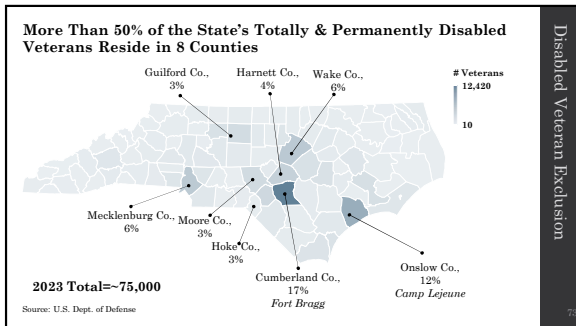 More Than 50% of the State's Totally & Permanently Disabled
Veterans Reside in 8 Counties
Guilford Co.,
3%
Harnett Co.,
4%
Wake Co.,
6%
# Veterans
12,420
10
Mecklenburg Co.,
6%
Moore Co.,
3%
Hoke Co.,
3%
Cumberland Co.,
17%
Fort Bragg
Onslow Co.,
12%
Camp Lejeune
2023 Total=~75,000
Source: U.S. Dept. of Defense
Disabled Veteran Exclusion
73